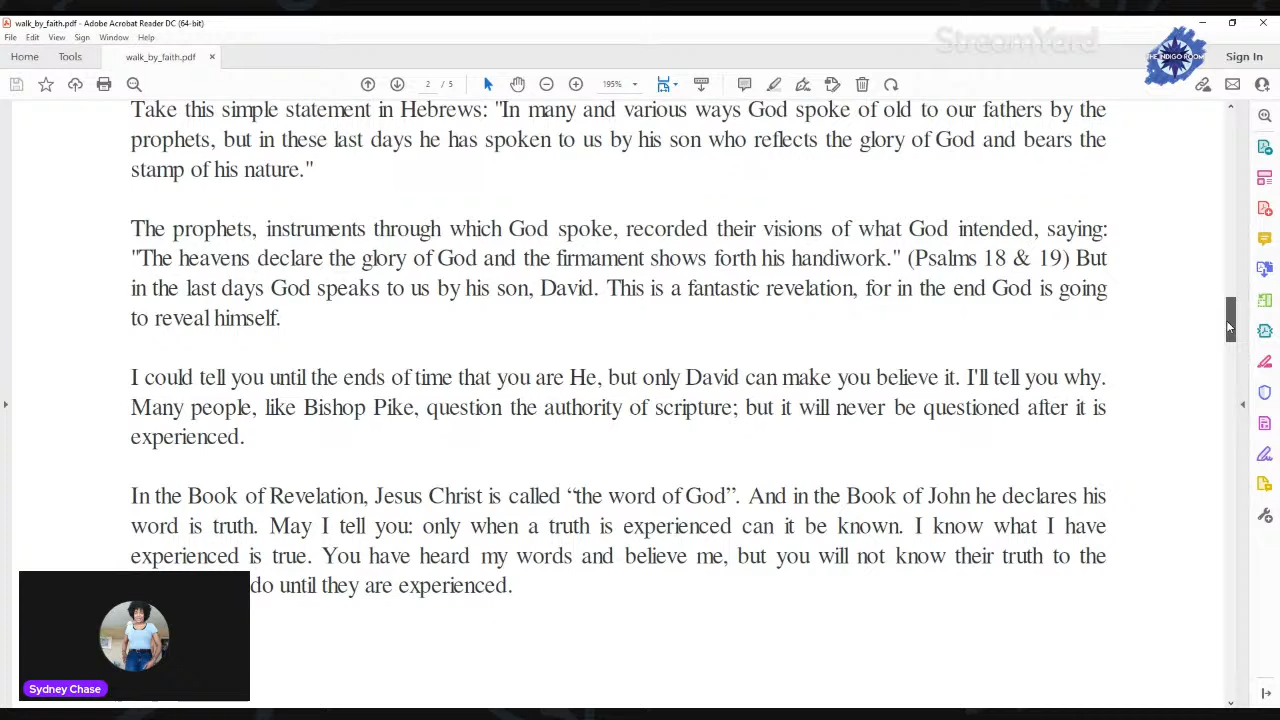 walk_by_faith.pdf - Adobe Acrobat Reader DC (64-bit)
File Edit View Sign Window Help
StreamYard
THE INDIGO ROOM
Home Tools walk_by_faith.pdf × Sign In
2 / 5 195%
Take this simple statement in Hebrews: "In many and various ways God spoke of old to our fathers by the
prophets, but in these last days he has spoken to us by his son who reflects the glory of God and bears the
stamp of his nature."
The prophets, instruments through which God spoke, recorded their visions of what God intended, saying:
"The heavens declare the glory of God and the firmament shows forth his handiwork." (Psalms 18 & 19) But
in the last days God speaks to us by his son, David. This is a fantastic revelation, for in the end God is going
to reveal himself.
I could tell you until the ends of time that you are He, but only David can make you believe it. I'll tell you why.
Many people, like Bishop Pike, question the authority of scripture; but it will never be questioned after it is
experienced.
In the Book of Revelation, Jesus Christ is called “the word of God”. And in the Book of John he declares his
word is truth. May I tell you: only when a truth is experienced can it be known. I know what I have
experienced is true. You have heard my words and believe me, but you will not know their truth to the
do until they are experienced.
Sydney Chase